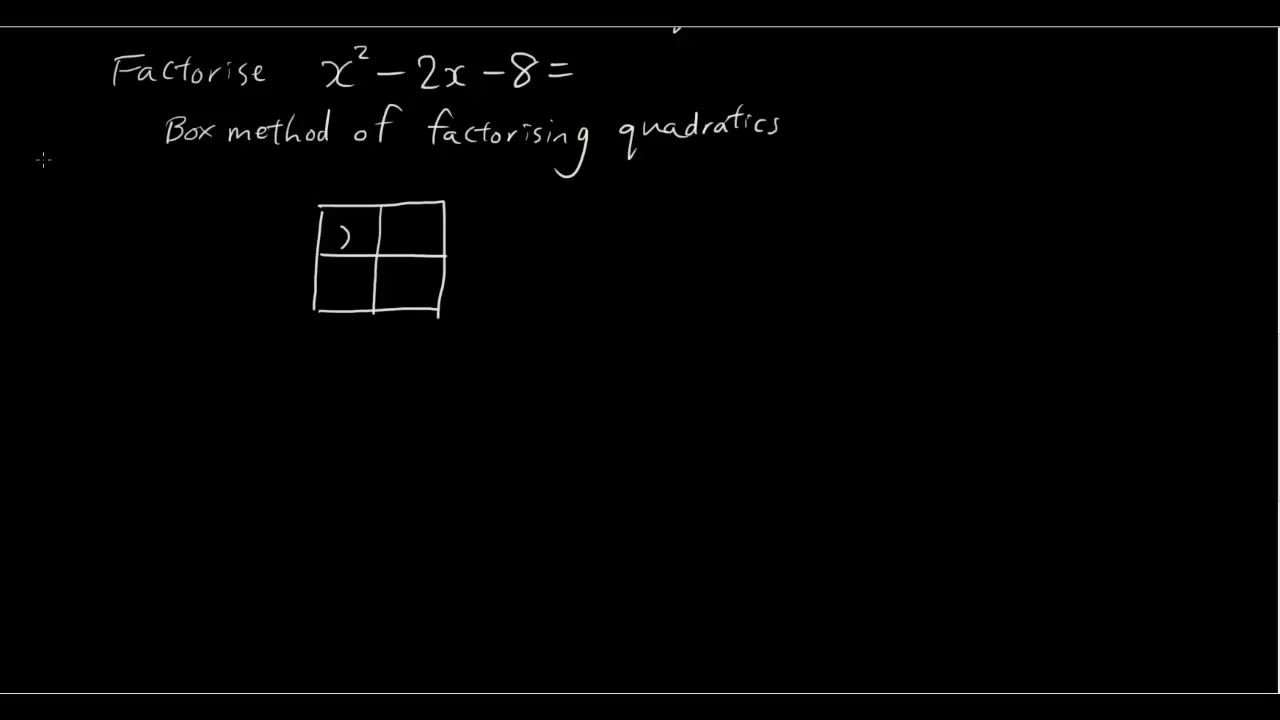 Factorise x² - 2x - 8 =
Box method of factorising quadratics